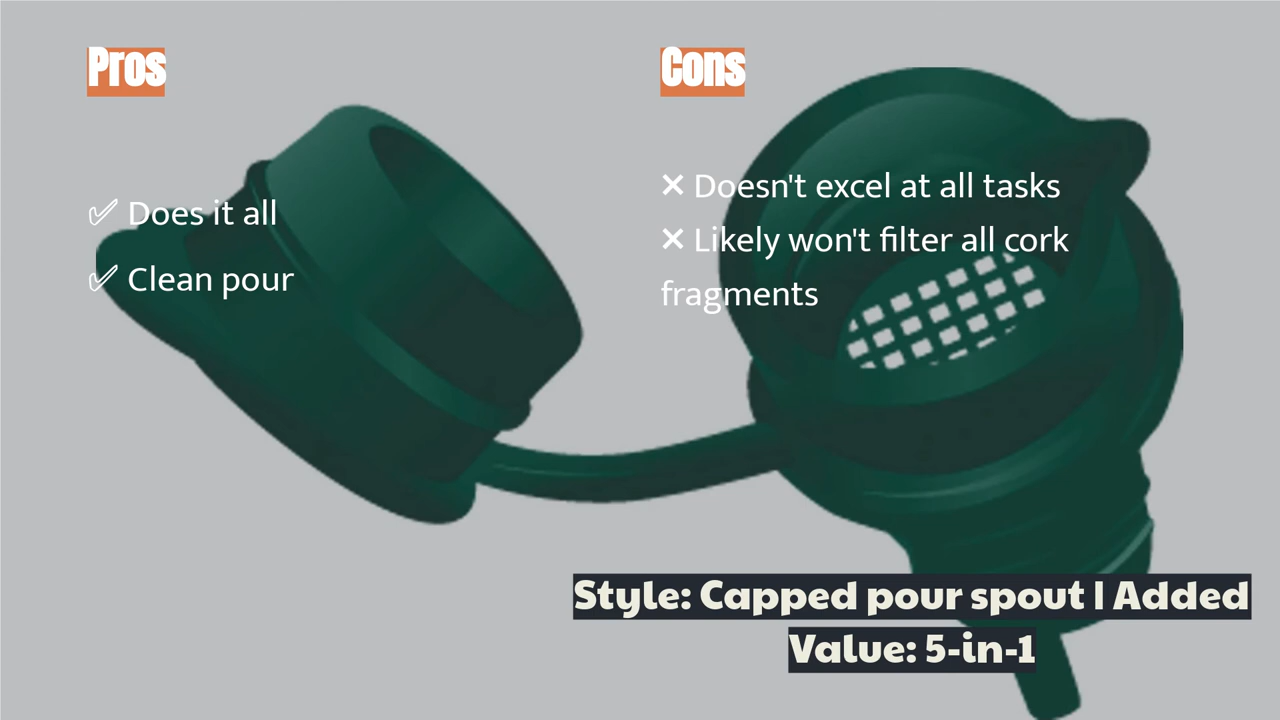 Pros
✅ Does it all
✅ Clean pour
Cons
❌ Doesn't excel at all tasks
❌ Likely won't filter all cork
fragments
Style: Capped pour spout | Added
Value: 5-in-1